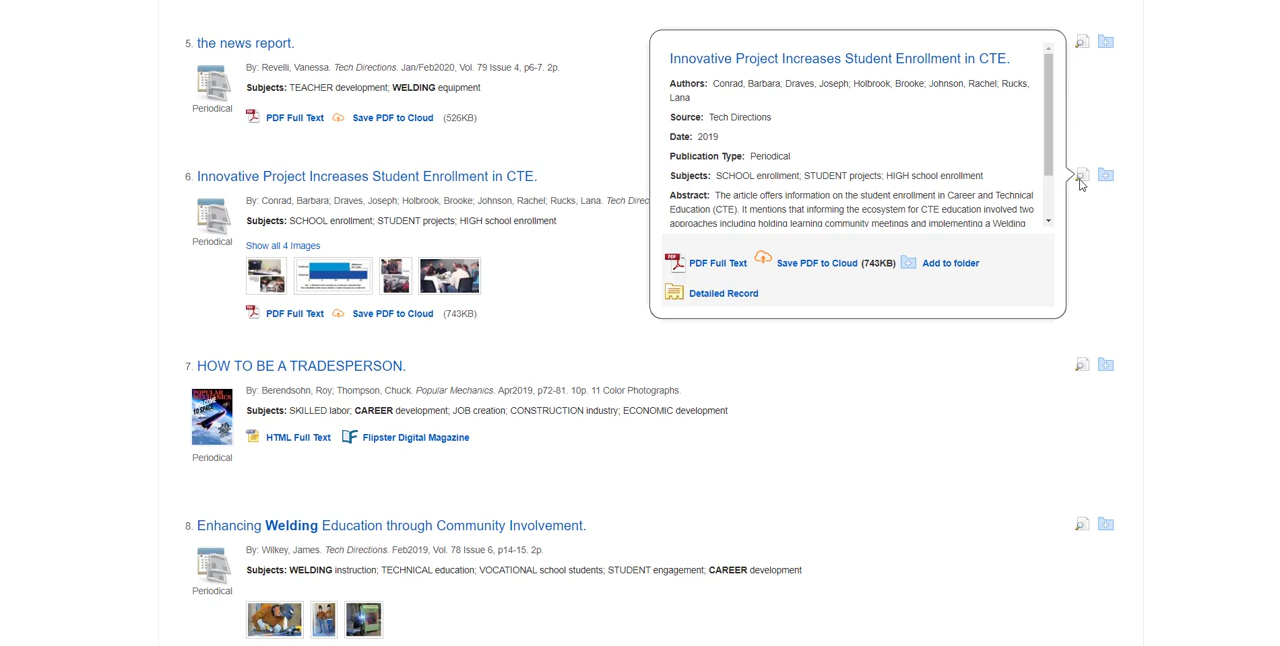 5. the news report.
By: Revelli, Vanessa. Tech Directions. Jan/Feb2020, Vol. 79 Issue 4, p6-7. 2p.
Subjects: TEACHER development; WELDING equipment
Periodical
PDF Full Text Save PDF to Cloud (526KB)
6. Innovative Project Increases Student Enrollment in CTE.
By: Conrad, Barbara; Draves, Joseph; Holbrook, Brooke; Johnson, Rachel; Rucks, Lana. Tech Direc
Subjects: SCHOOL enrollment; STUDENT projects; HIGH school enrollment
Periodical
Show all 4 Images
PDF Full Text Save PDF to Cloud (743KB)
Innovative Project Increases Student Enrollment in CTE.
Authors: Conrad, Barbara; Draves, Joseph; Holbrook, Brooke; Johnson, Rachel; Rucks,
Lana
Source: Tech Directions
Date: 2019
Publication Type: Periodical
Subjects: SCHOOL enrollment; STUDENT projects; HIGH school enrollment
Abstract: The article offers information on the student enrollment in Career and Technical
Education (CTE). It mentions that informing the ecosystem for CTE education involved two
approaches including holding learning community meetings and implementing a Welding
PDF Full Text Save PDF to Cloud (743KB) Add to folder
Detailed Record
7. HOW TO BE A TRADESPERSON.
By: Berendsohn, Roy; Thompson, Chuck. Popular Mechanics. Apr2019, p72-81. 10p. 11 Color Photographs.
Subjects: SKILLED labor; CAREER development; JOB creation; CONSTRUCTION industry; ECONOMIC development
HTML Full Text Flipster Digital Magazine
Periodical
8. Enhancing Welding Education through Community Involvement.
By: Wilkey, James. Tech Directions. Feb2019, Vol. 78 Issue 6, p14-15. 2p.
Subjects: WELDING instruction; TECHNICAL education; VOCATIONAL school students; STUDENT engagement; CAREER development
Periodical